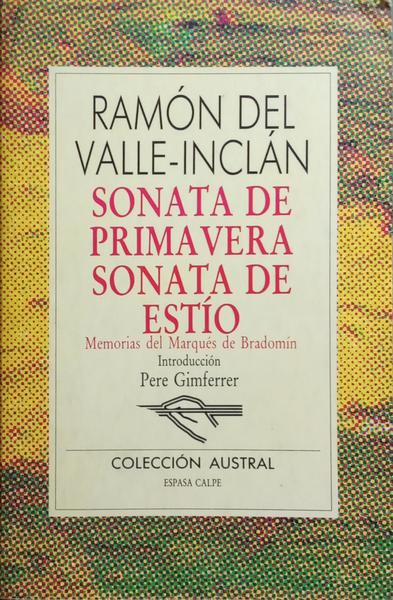 RAMÓN DEL
VALLE-INCLÁN
SONATA DE
PRIMAVERA
SONATA DE
ESTÍO
Memorias del Marqués de Bradomín
Introducción
Pere Gimferrer
COLECCIÓN AUSTRAL
ESPASA CALPE